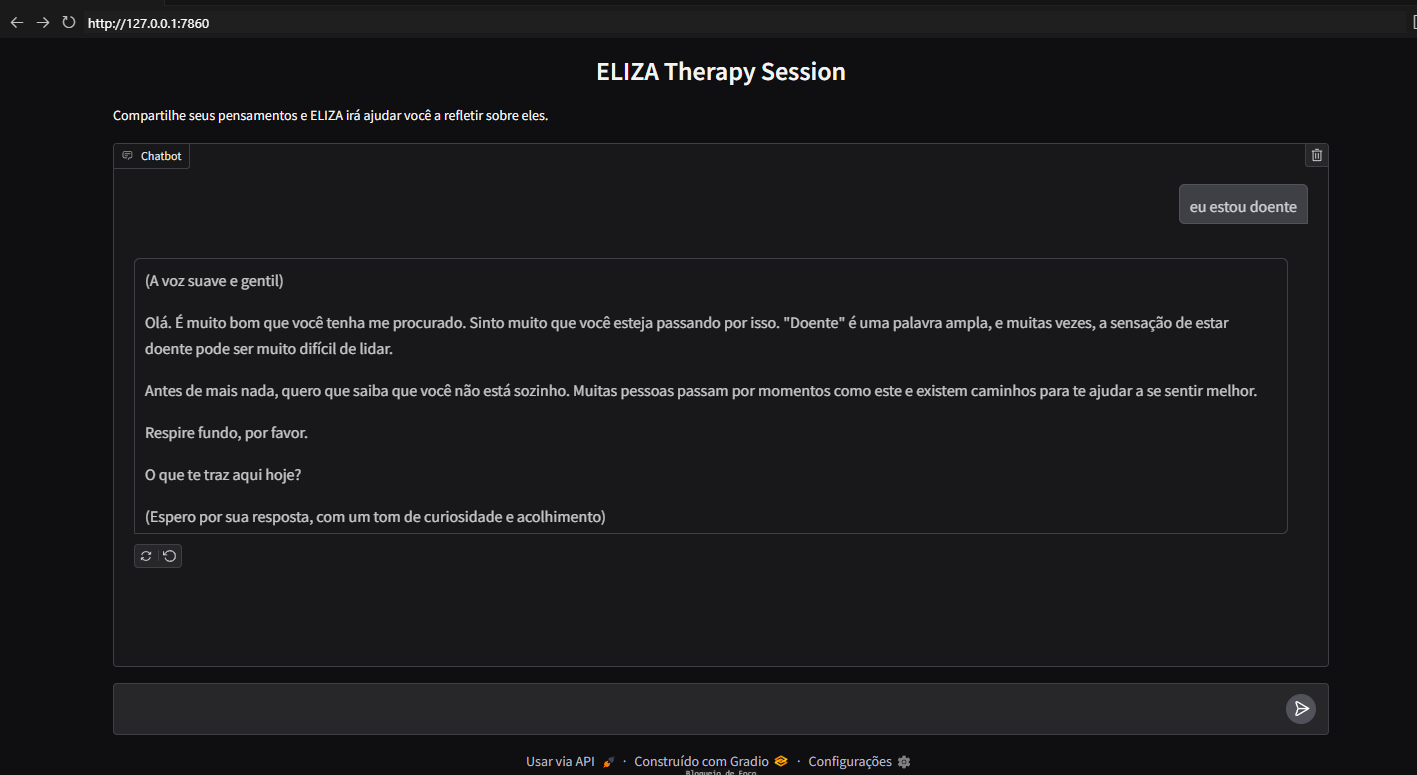 http://127.0.0.1:7860
ELIZA Therapy Session
Compartilhe seus pensamentos e ELIZA irá ajudar você a refletir sobre eles.
Chatbot
eu estou doente
(A voz suave e gentil)
Olá. É muito bom que você tenha me procurado. Sinto muito que você esteja passando por isso. "Doente" é uma palavra ampla, e muitas vezes, a sensação de estar
doente pode ser muito difícil de lidar.
Antes de mais nada, quero que saiba que você não está sozinho. Muitas pessoas passam por momentos como este e existem caminhos para te ajudar a se sentir melhor.
Respire fundo, por favor.
O que te traz aqui hoje?
(Espero por sua resposta, com um tom de curiosidade e acolhimento)
Usar via API · Construído com Gradio · Configurações
Bloqueio de Foco